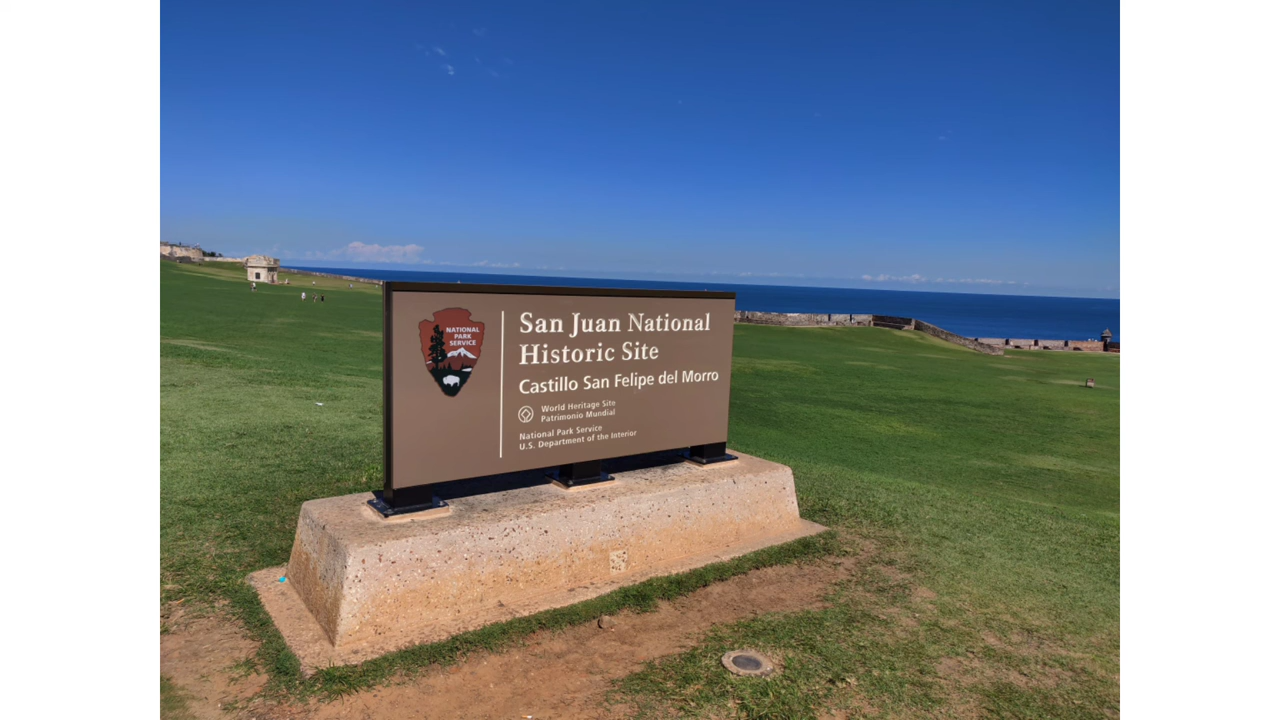 NATIONAL
PARK
SERVICE
San Juan National
Historic Site
Castillo San Felipe del Morro
World Heritage Site
Patrimonio Mundial
National Park Service
U.S. Department of the Interior